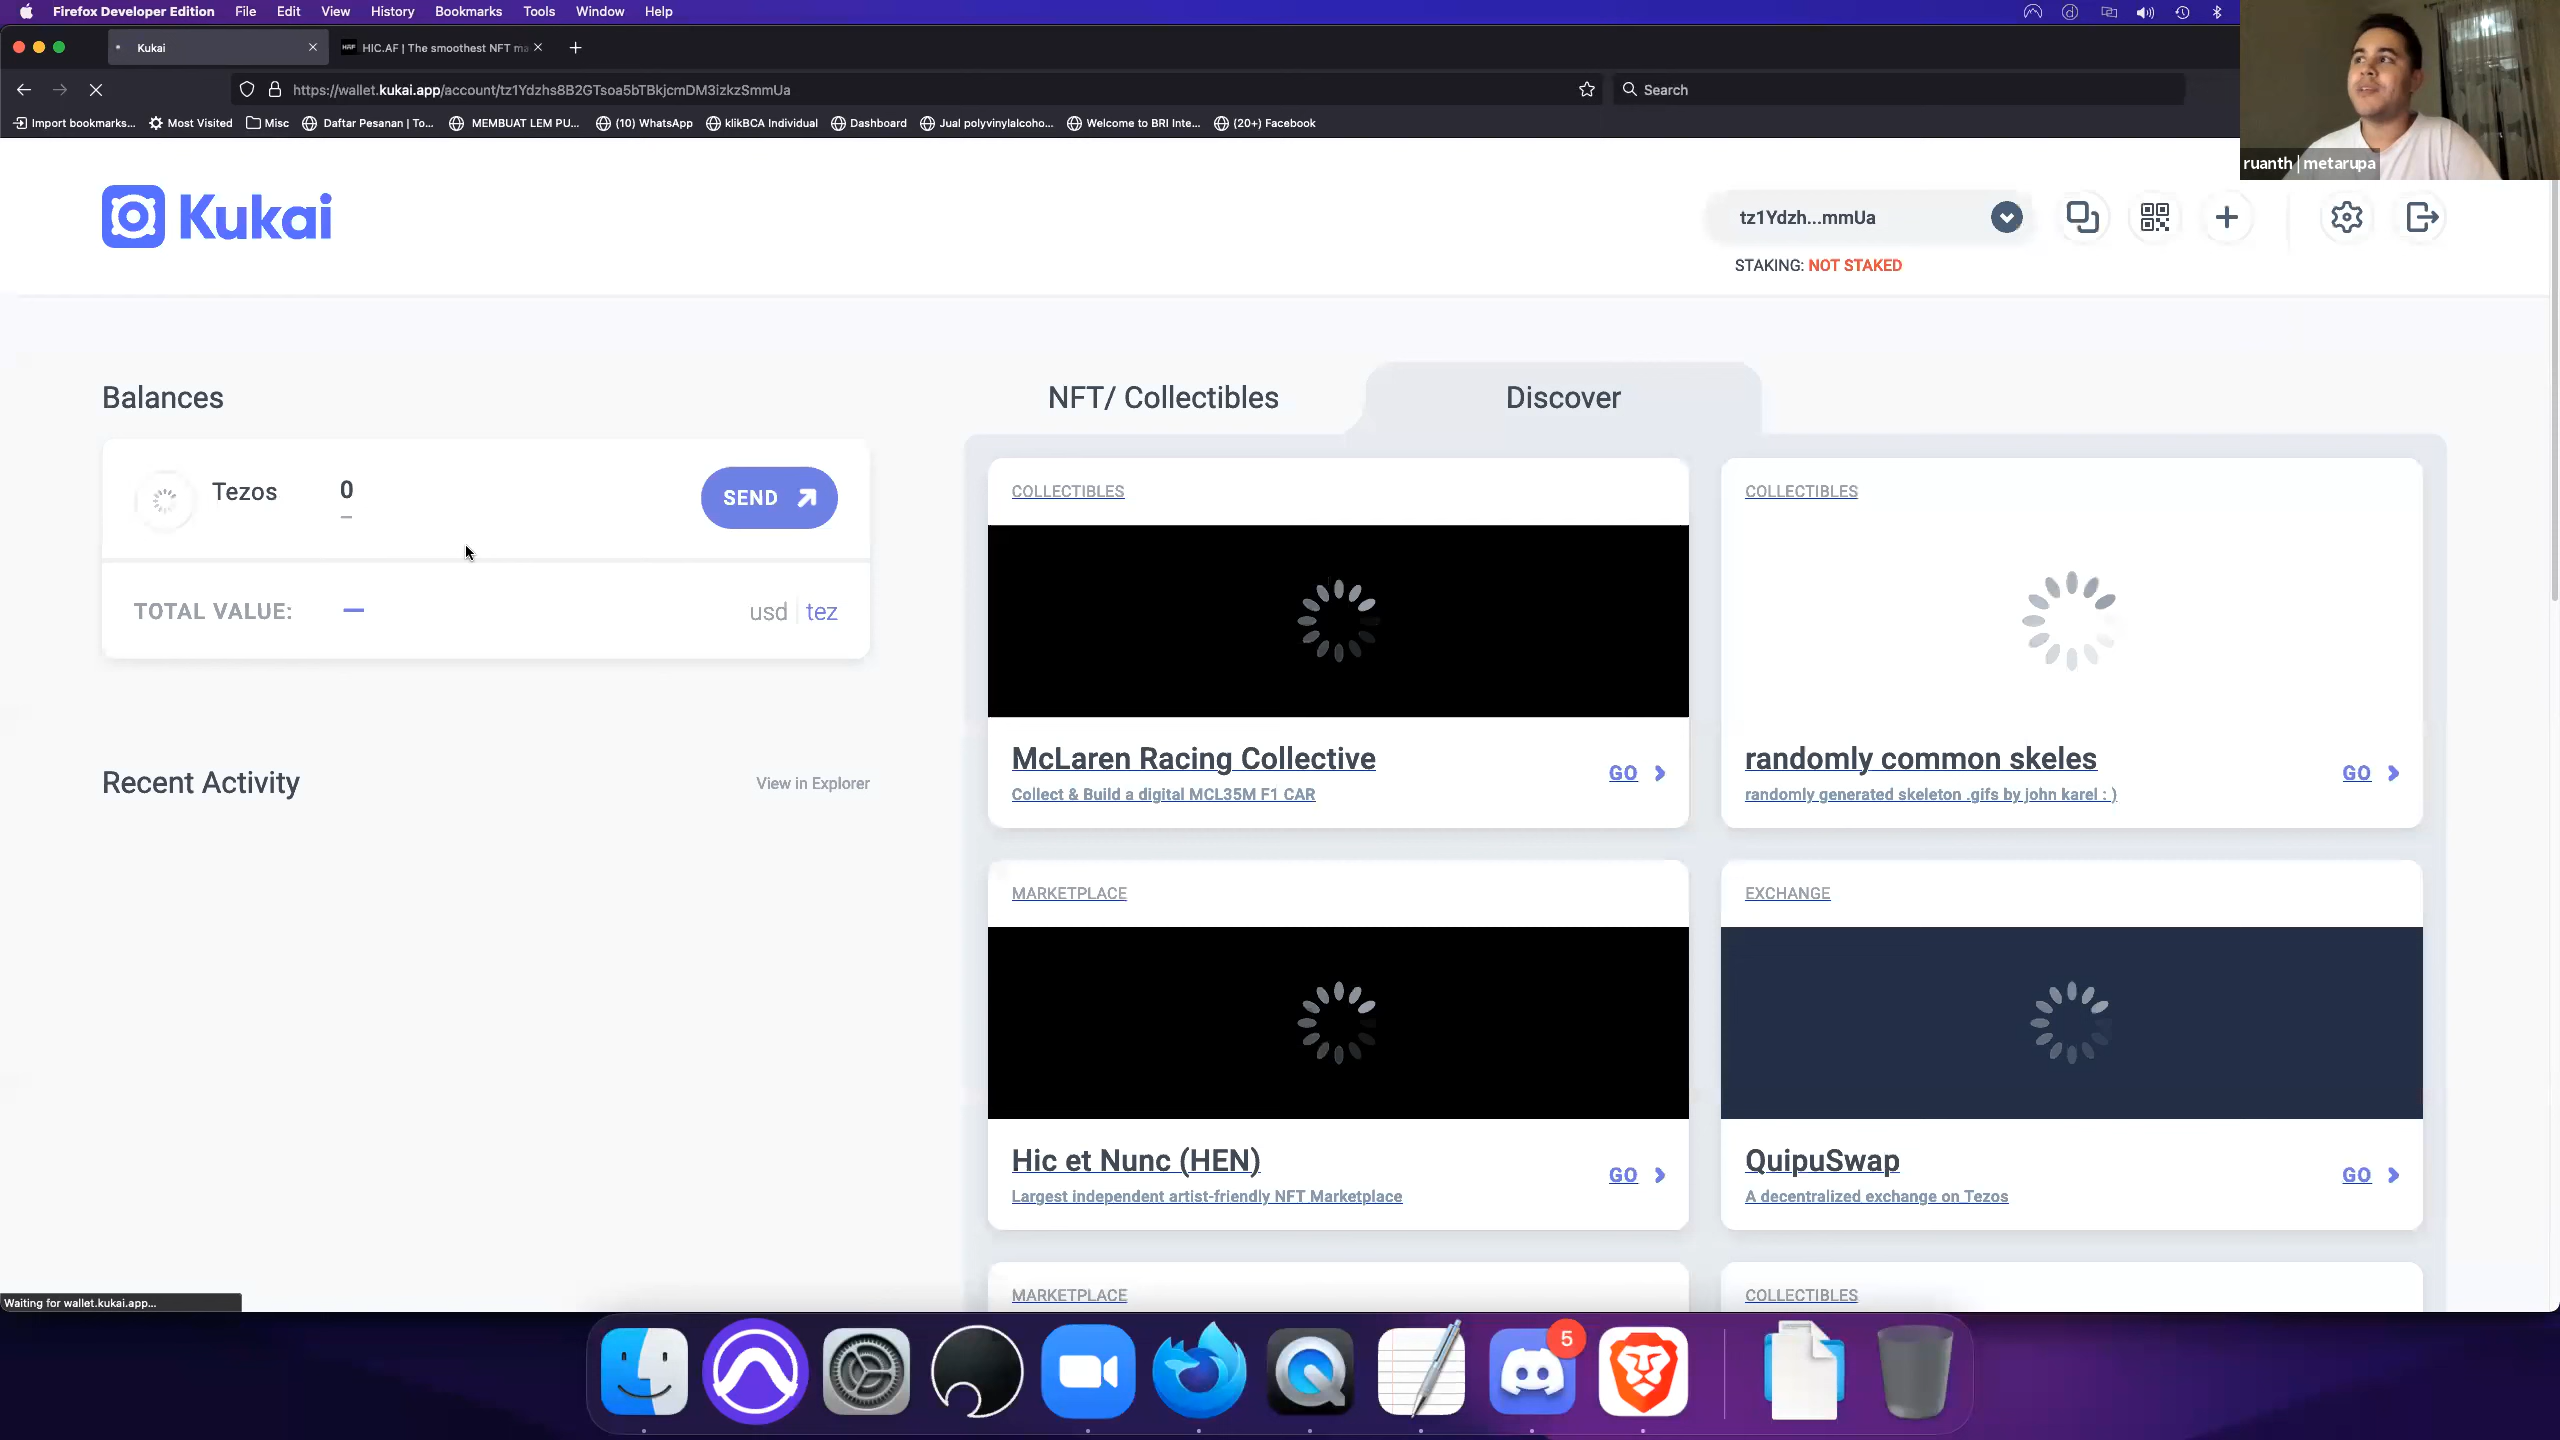 Firefox Developer Edition File Edit View History Bookmarks Tools Window Help
Kukai
HIC.AF | The smoothest NFT ma
https://wallet.kukai.app/account/tz1Ydzhs8B2GTsoa5bTBkjcmDM3izkzSmmUa
Search
Import bookmarks... Most Visited Misc Daftar Pesanan | To... MEMBUAT LEM PU... (10) WhatsApp klikBCA Individual Dashboard Jual polyvinylalcoho... Welcome to BRI Inte... (20+) Facebook
ruanth | metarupa
Kukai
tz1Ydzh...mmUa
STAKING: NOT STAKED
Balances
Tezos 0
–
SEND
TOTAL VALUE: –
usd | tez
Recent Activity
View in Explorer
NFT/ Collectibles
Discover
COLLECTIBLES
McLaren Racing Collective
Collect & Build a digital MCL35M F1 CAR
GO
COLLECTIBLES
randomly common skeles
randomly generated skeleton .gifs by john karel : )
GO
MARKETPLACE
Hic et Nunc (HEN)
Largest independent artist-friendly NFT Marketplace
GO
EXCHANGE
QuipuSwap
A decentralized exchange on Tezos
GO
MARKETPLACE
COLLECTIBLES
Waiting for wallet.kukai.app...
5